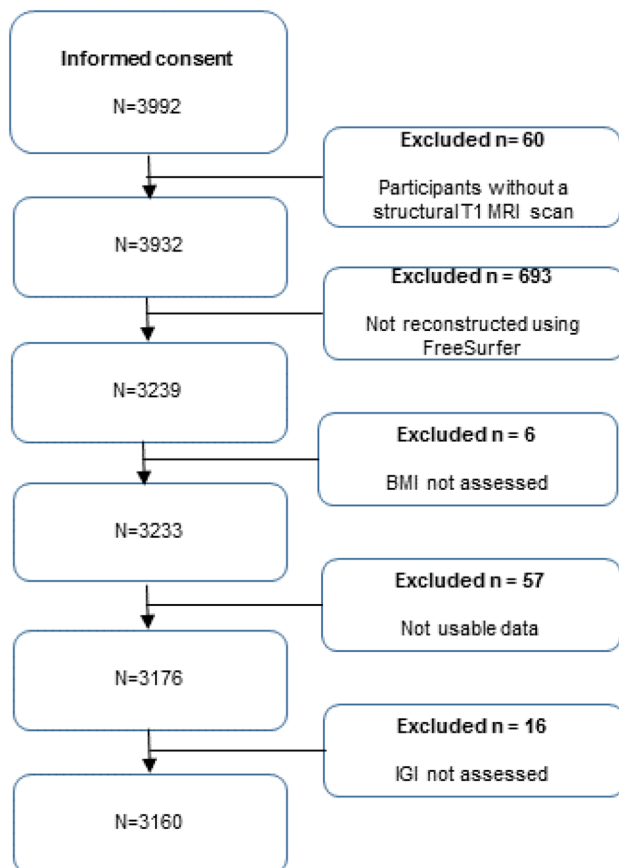 Informed consent
N=3992
Excluded n= 60
Participants without a
structural T1 MRI scan
N=3932
Excluded n = 693
Not reconstructed using
FreeSurfer
N=3239
Excluded n = 6
BMI not assessed
N=3233
Excluded n = 57
Not usable data
N=3176
Excluded n = 16
IGI not assessed
N=3160